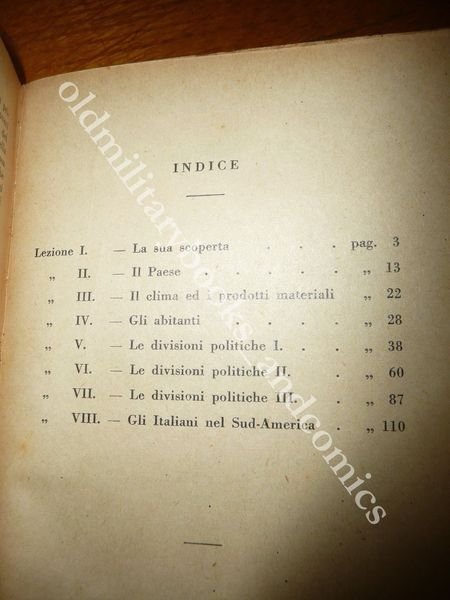 INDICE
Lezione I. — La sua scoperta . . . pag. 3
„ II. — Il Paese . . . . . „ 13
„ III. — Il clima ed i prodotti materiali „ 22
„ IV. — Gli abitanti . . . . „ 28
„ V. — Le divisioni politiche I. . . „ 38
„ VI. — Le divisioni politiche II. . „ 60
„ VII. — Le divisioni politiche III. . „ 87
„ VIII. — Gli Italiani nel Sud-America . „ 110
oldmilitarybooks_andcomics